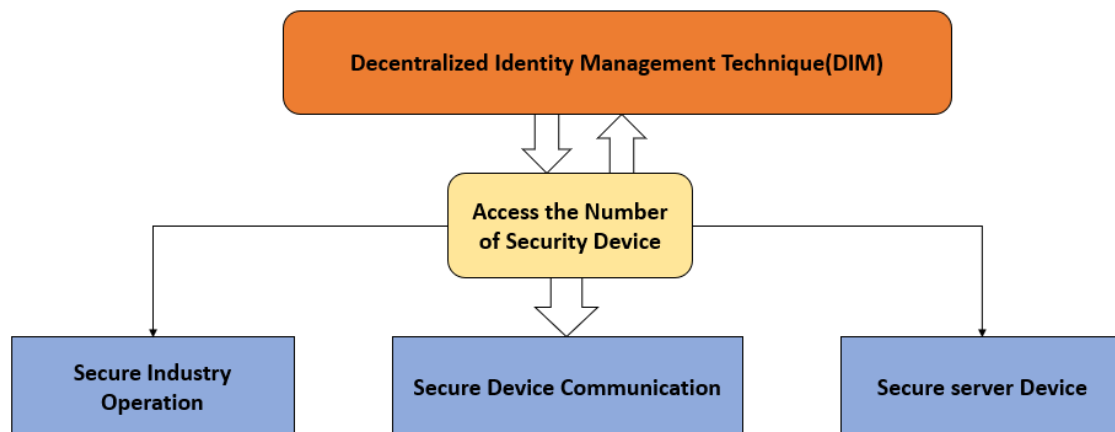 Decentralized Identity Management Technique(DIM)
Access the Number
of Security Device
Secure Industry
Operation
Secure Device Communication
Secure server Device